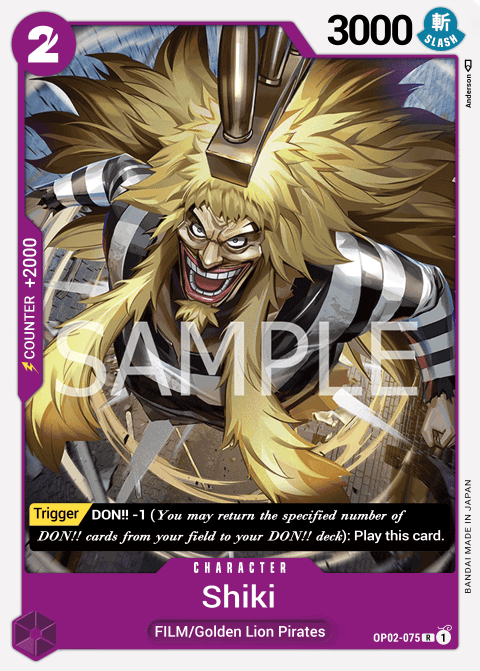 2
3000
斬
SLASH
Anderson
COUNTER +2000
SAMPLE
Trigger DON!! -1 (You may return the specified number of
DON!! cards from your field to your DON!! deck): Play this card.
BANDAI MADE IN JAPAN
CHARACTER
Shiki
FILM/Golden Lion Pirates
OP02-075 R 1